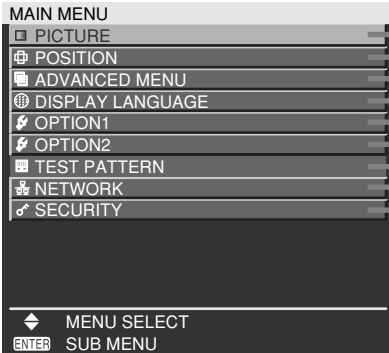 MAIN MENU
PICTURE
POSITION
ADVANCED MENU
DISPLAY LANGUAGE
OPTION1
OPTION2
TEST PATTERN
NETWORK
SECURITY
MENU SELECT
ENTER SUB MENU